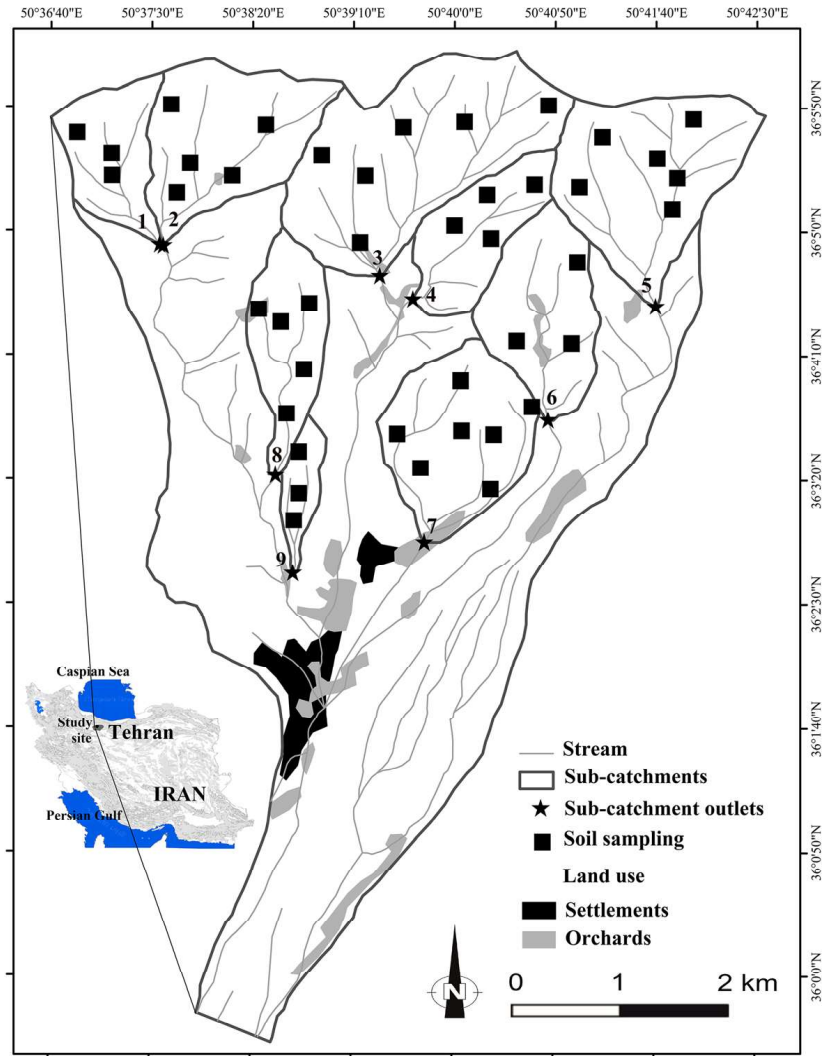 50°36'40"E 50°37'30"E 50°38'20"E 50°39'10"E 50°40'0"E 50°40'50"E 50°41'40"E 50°42'30"E
36°5'50"N
36°5'0"N
36°4'10"N
36°3'20"N
36°2'30"N
36°1'40"N
36°0'50"N
36°0'0"N
1
2
3
4
5
6
7
8
9
Caspian Sea
Study
site
Tehran
IRAN
Persian Gulf
Stream
Sub-catchments
Sub-catchment outlets
Soil sampling
Land use
Settlements
Orchards
N
0 1 2 km